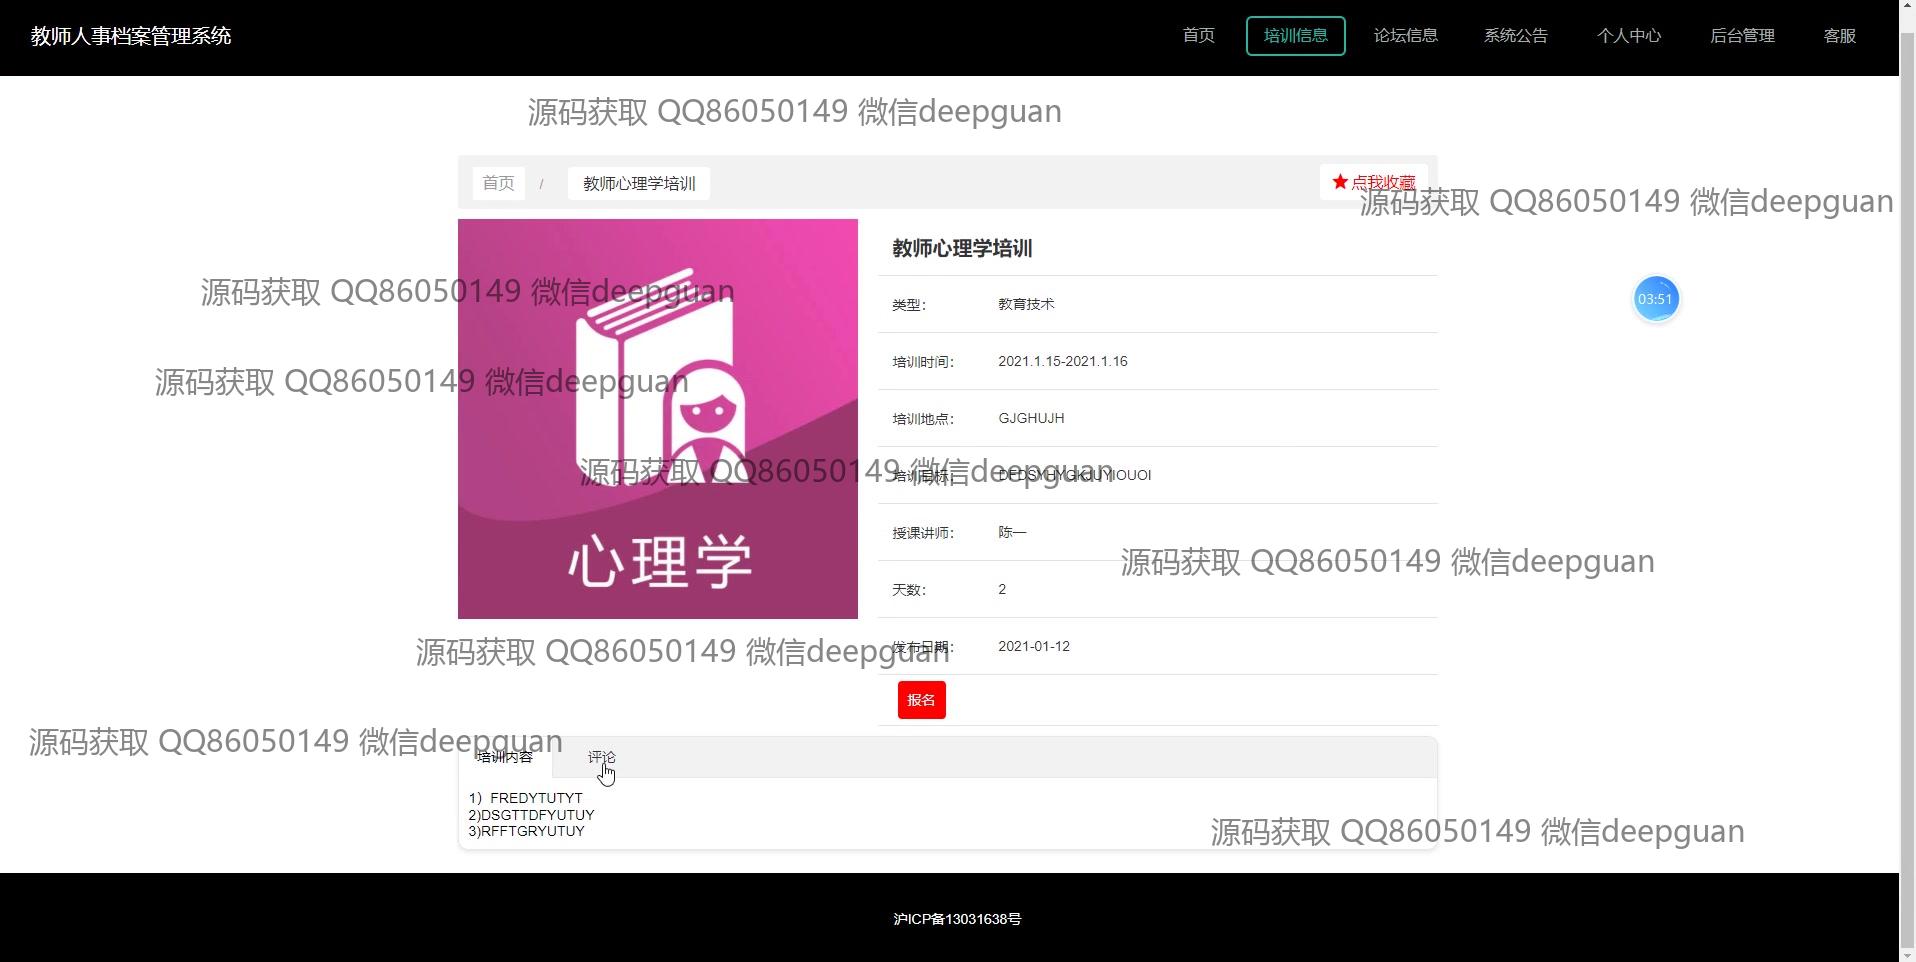 教师人事档案管理系统
首页 培训信息 论坛信息 系统公告 个人中心 后台管理 客服
源码获取 QQ86050149 微信deepguan
首页 / 教师心理学培训 ★点我收藏
源码获取 QQ86050149 微信deepguan
教师心理学培训
源码获取 QQ86050149 微信deepguan
类型： 教育技术
03:51
培训时间： 2021.1.15-2021.1.16
源码获取 QQ86050149 微信deepguan
培训地点： GJGHUJH
源码获取 QQ86050149 微信deepguan
培训目标：
授课讲师： 陈一
心理学
源码获取 QQ86050149 微信deepguan
天数： 2
发布日期： 2021-01-12
源码获取 QQ86050149 微信deepguan
报名
源码获取 QQ86050149 微信deepguan
培训内容 评论
1）FREDYTUTYT
2)DSGTTDFYUTUY
3)RFFTGRYUTUY
源码获取 QQ86050149 微信deepguan
沪ICP备13031638号